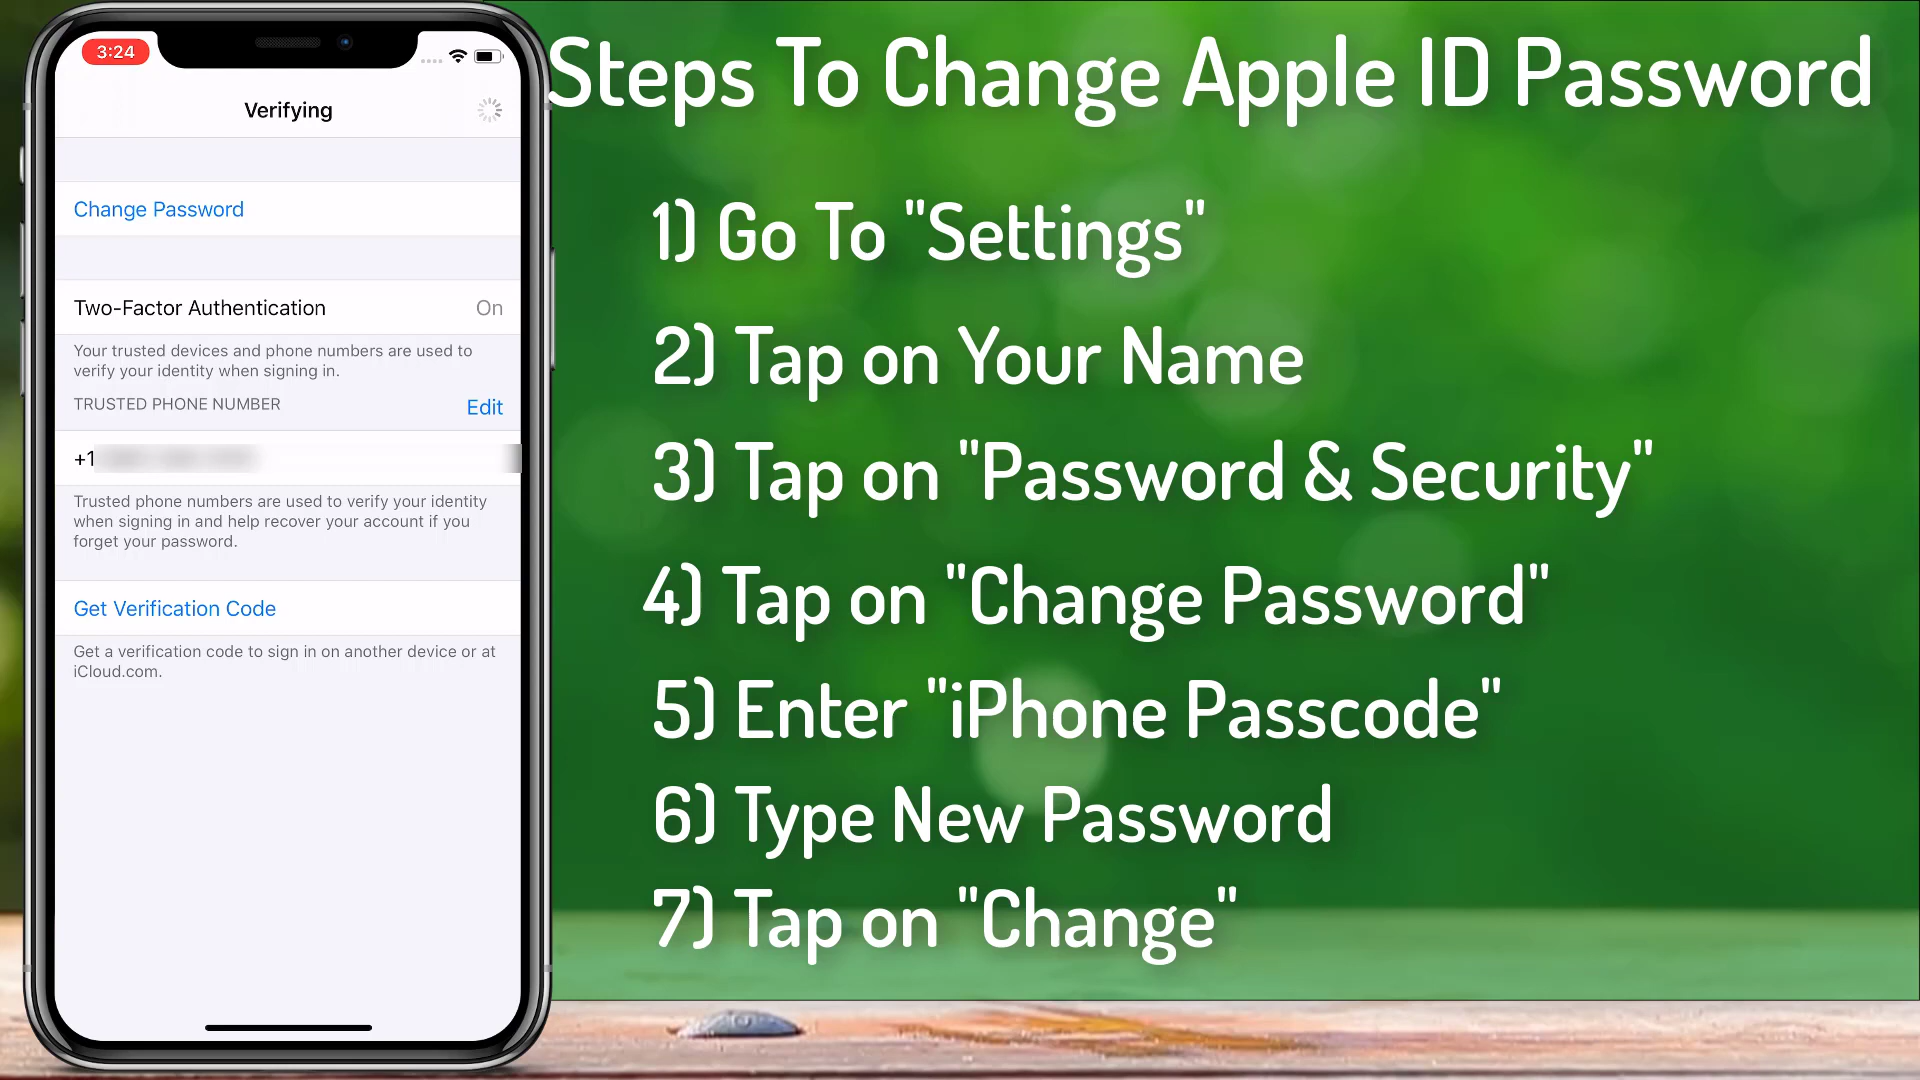 3:24
Verifying
Change Password
Two-Factor Authentication On
Your trusted devices and phone numbers are used to
verify your identity when signing in.
TRUSTED PHONE NUMBER Edit
+1
Trusted phone numbers are used to verify your identity
when signing in and help recover your account if you
forget your password.
Get Verification Code
Get a verification code to sign in on another device or at
iCloud.com.
Steps To Change Apple ID Password
1) Go To "Settings"
2) Tap on Your Name
3) Tap on "Password & Security"
4) Tap on "Change Password"
5) Enter "iPhone Passcode"
6) Type New Password
7) Tap on "Change"